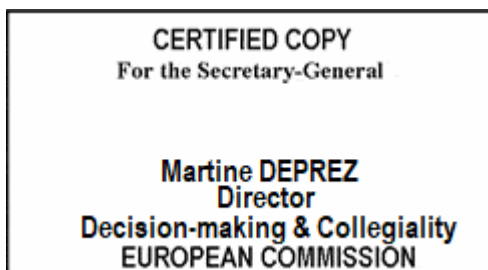 CERTIFIED COPY
For the Secretary-General
Martine DEPREZ
Director
Decision-making & Collegiality
EUROPEAN COMMISSION